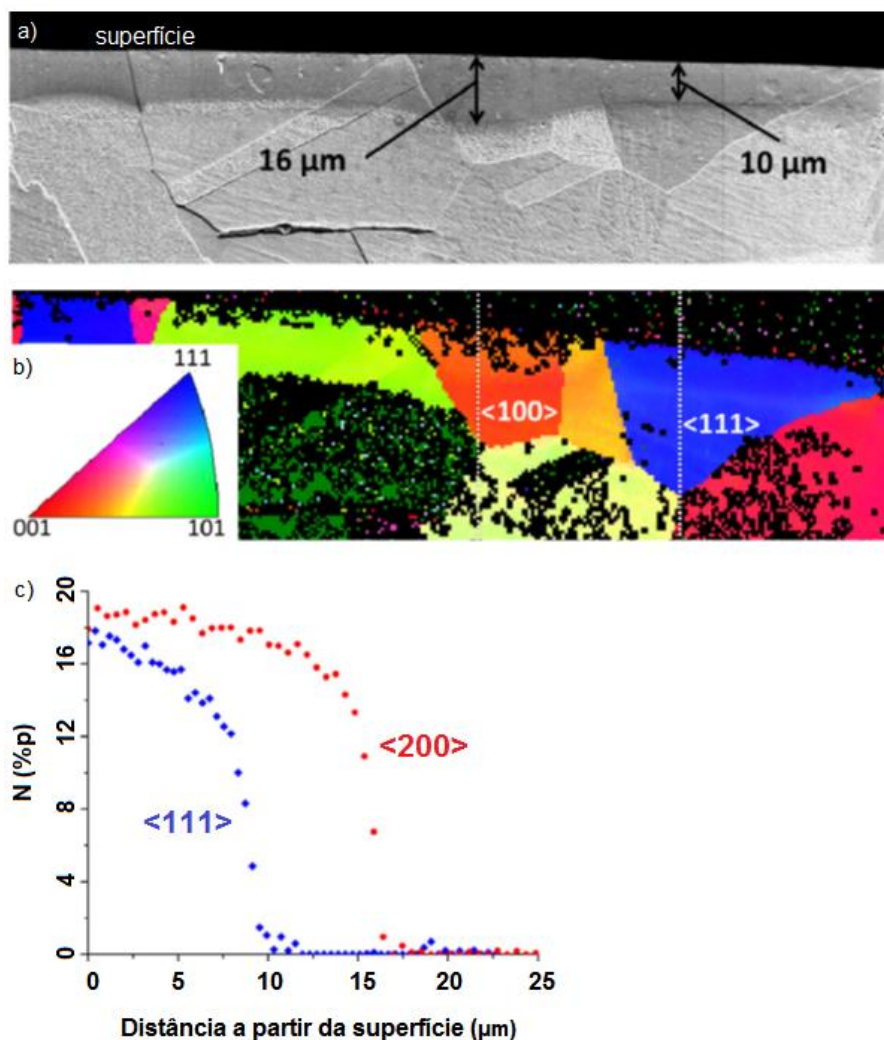 a)
superfície
16 µm
10 µm
b)
111
001
101
<100>
<111>
c)
20
16
12
8
4
0
N (%p)
<200>
<111>
0 5 10 15 20 25
Distância a partir da superfície (µm)